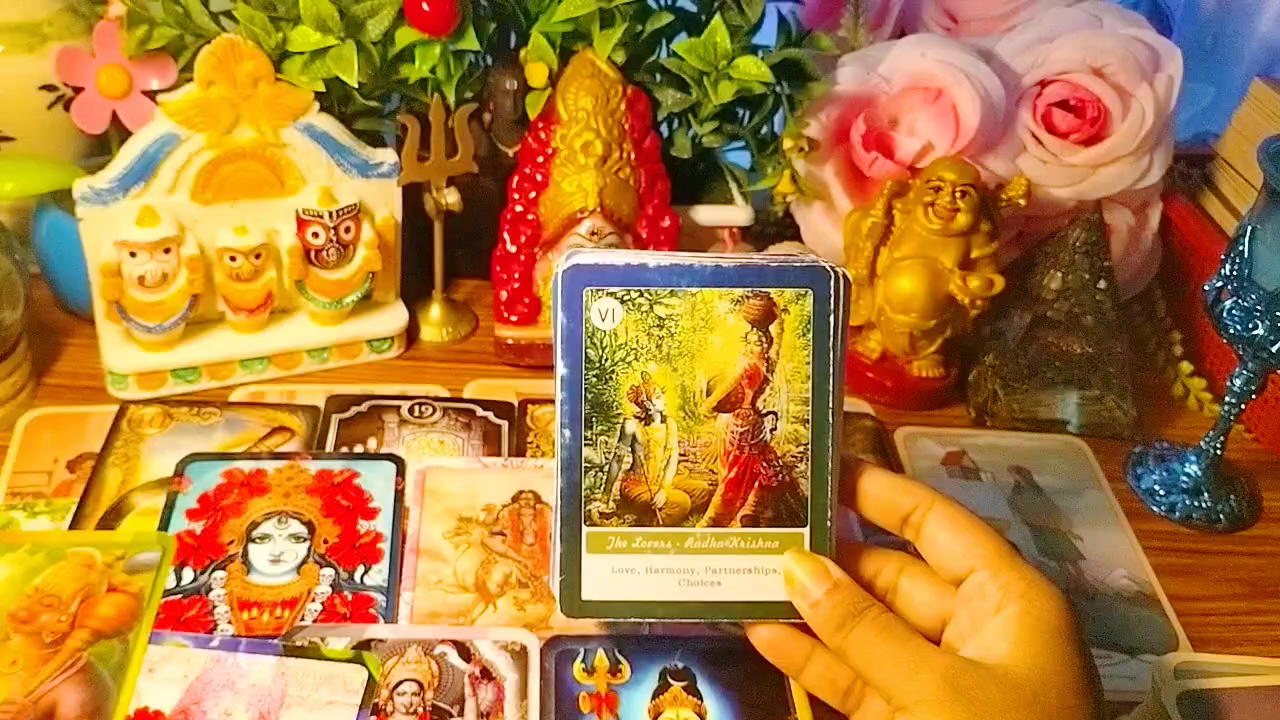 19
VI
The Lovers - Radha Krishna
Love, Harmony, Partnerships,
Choices